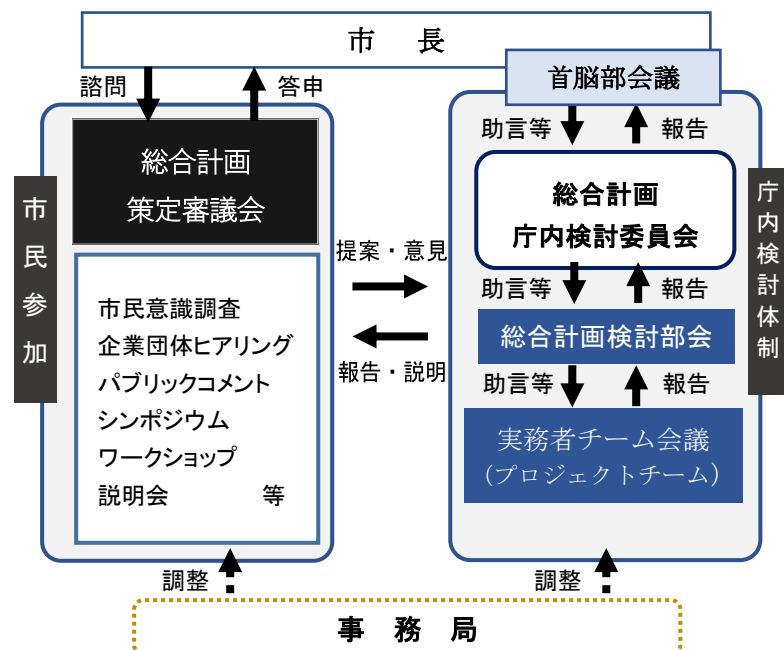 市　長
首脳部会議
諮問
答申
助言等
報告
総合計画
策定審議会
総合計画
庁内検討委員会
市民参加
庁内検討体制
提案・意見
報告・説明
助言等
報告
市民意識調査
企業団体ヒアリング
パブリックコメント
シンポジウム
ワークショップ
説明会　等
総合計画検討部会
助言等
報告
実務者チーム会議
（プロジェクトチーム）
調整
調整
事　務　局